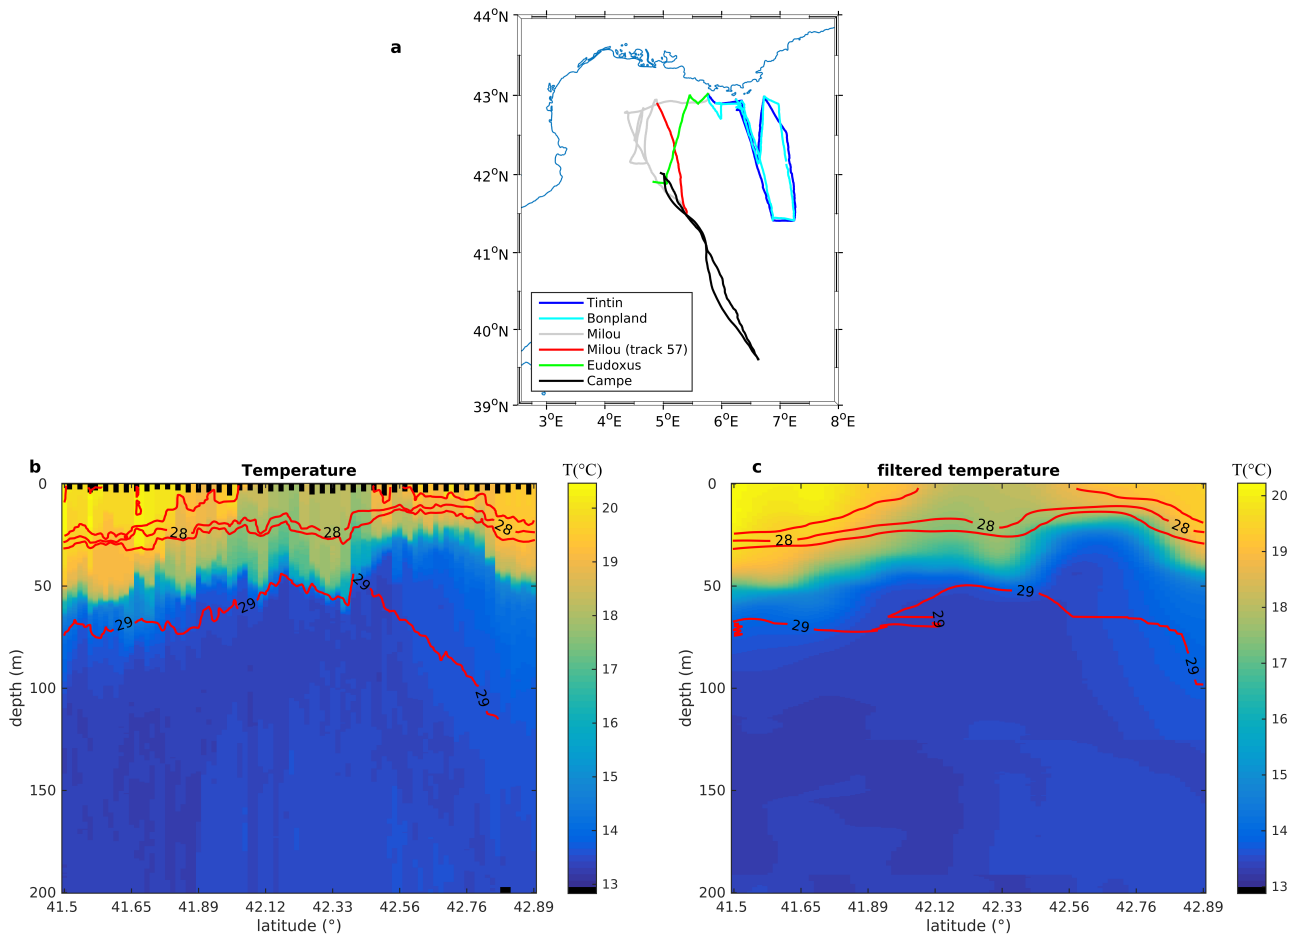 a
44°N
43°N
42°N
41°N
40°N
39°N
3°E 4°E 5°E 6°E 7°E 8°E
Tintin
Bonpland
Milou
Milou (track 57)
Eudoxus
Campe
b
Temperature
T(°C)
0
50
100
150
200
depth (m)
28
28
28
29
29
29
29
41.5 41.65 41.89 42.12 42.33 42.56 42.76 42.89
latitude (°)
20
19
18
17
16
15
14
13
c
filtered temperature
T(°C)
0
50
100
150
200
depth (m)
28
28
28
29
29
29
29
41.5 41.65 41.89 42.12 42.33 42.56 42.76 42.89
latitude (°)
20
19
18
17
16
15
14
13